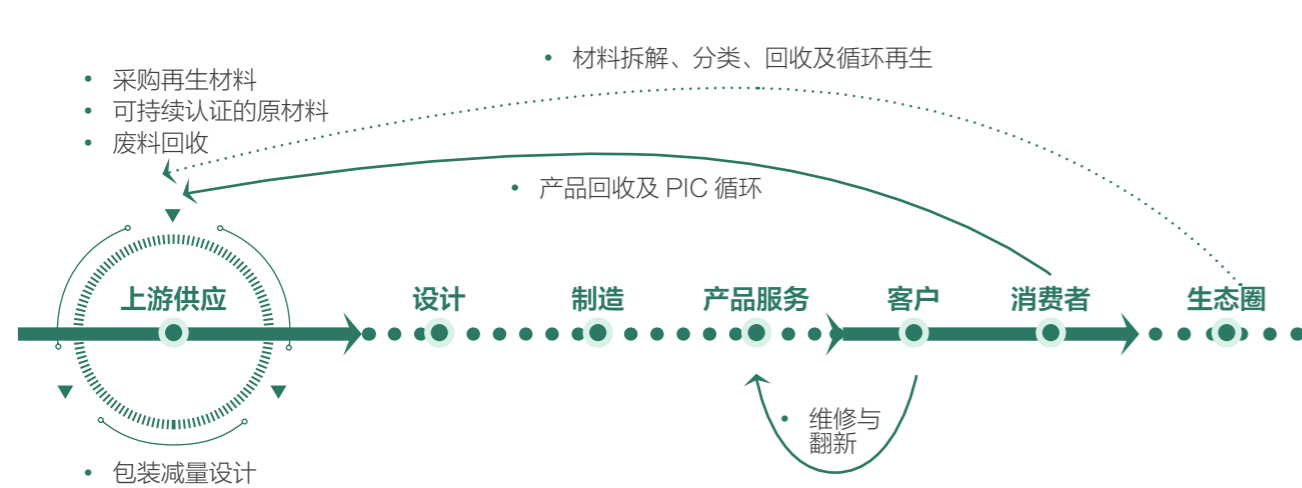 • 材料拆解、分类、回收及循环再生
• 采购再生材料
• 可持续认证的原材料
• 废料回收
• 产品回收及 PIC 循环
上游供应
设计
制造
产品服务
客户
消费者
生态圈
• 维修与
翻新
• 包装减量设计